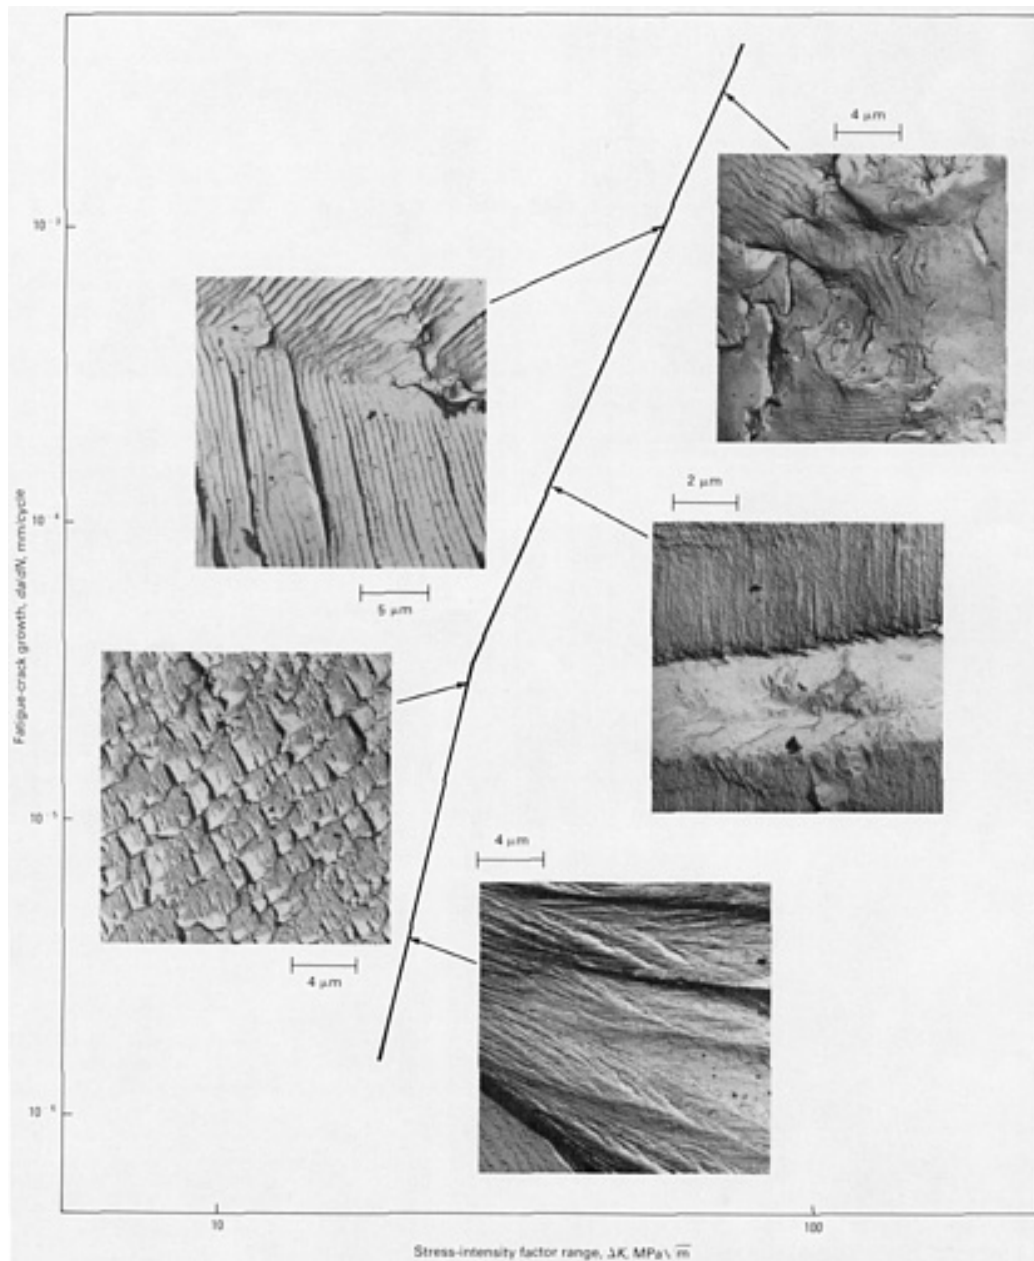 4 μm
10⁻³
2 μm
5 μm
10⁻⁴
Fatigue-crack growth, da/dN, mm/cycle
10⁻⁵
4 μm
4 μm
10⁻⁶
10
100
Stress-intensity factor range, ΔK, MPa√m